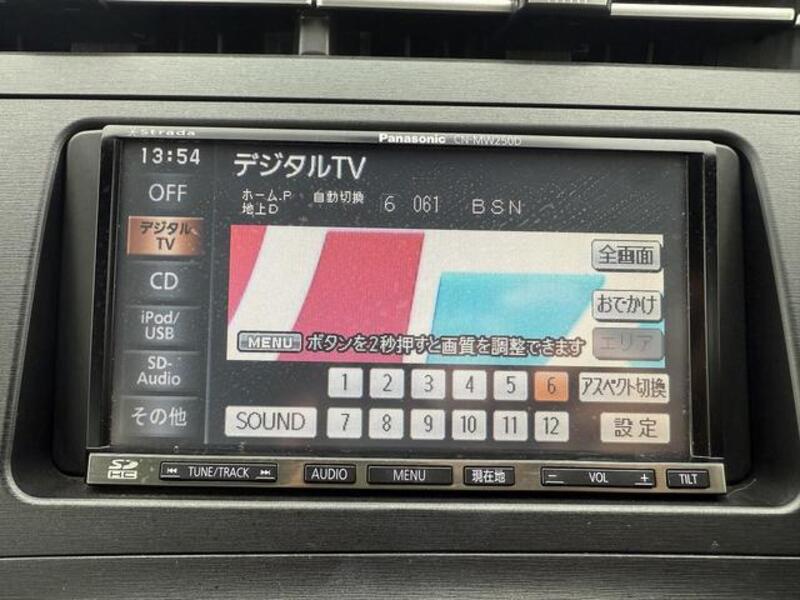 Strada
Panasonic CN-MW250D
13:54
デジタルTV
OFF
ホーム.P 自動切換
地上D
6 061 BSN
デジタル
TV
全画面
CD
おでかけ
iPod/
USB
エリア
MENU ボタンを2秒押すと画質を調整できます
SD-
Audio
1 2 3 4 5 6 アスペクト切換
その他
SOUND 7 8 9 10 11 12 設定
SD
HC
TUNE/TRACK AUDIO MENU 現在地 − VOL + TILT